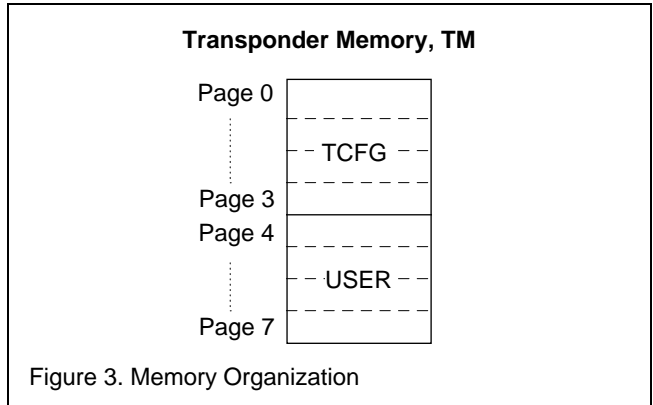 Transponder Memory, TM
Page 0
TCFG
Page 3
Page 4
USER
Page 7
Figure 3. Memory Organization